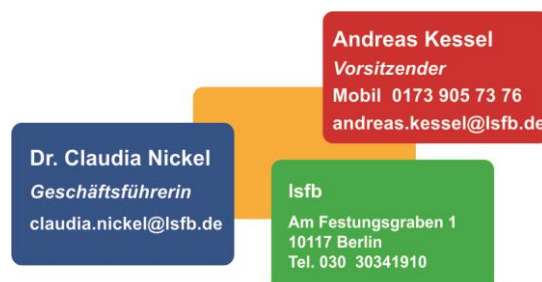 Andreas Kessel
Vorsitzender
Mobil 0173 905 73 76
andreas.kessel@lsfb.de
Dr. Claudia Nickel
Geschäftsführerin
claudia.nickel@lsfb.de
lsfb
Am Festungsgraben 1
10117 Berlin
Tel. 030 30341910